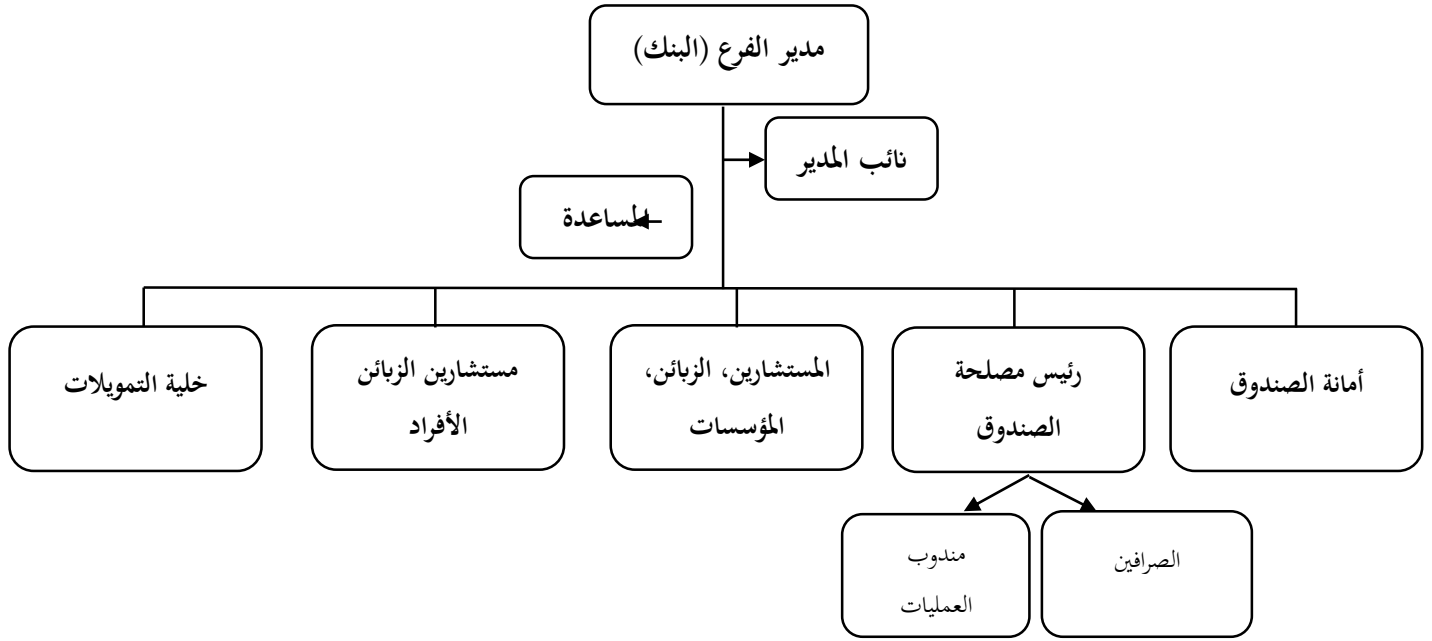 مدير الفرع (البنك)
نائب المدير
المساعدة
أمانة الصندوق
رئيس مصلحة
الصندوق
المستشارين، الزبائن،
المؤسسات
مستشارين الزبائن
الأفراد
خلية التمويلات
الصرافين
مندوب
العمليات